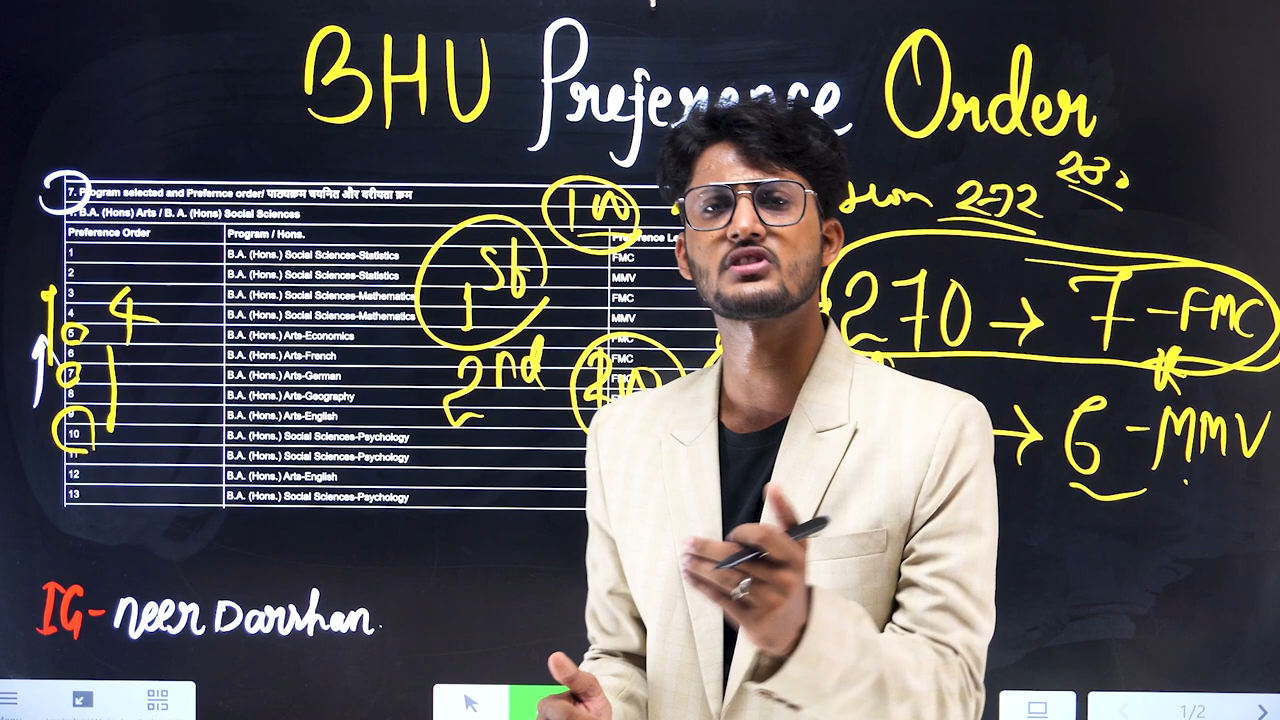 BHU Preference Order
7. Program selected and Prefernce order/ पाठ्यक्रम चयनित और वरीयता क्रम
B.A. (Hons) Arts / B. A. (Hons) Social Sciences
Preference Order Program / Hons.
1 B.A. (Hons.) Social Sciences-Statistics FMC
2 B.A. (Hons.) Social Sciences-Statistics MMV
3 B.A. (Hons.) Social Sciences-Mathematics FMC
4 B.A. (Hons.) Social Sciences-Mathematics MMV
5 B.A. (Hons.) Arts-Economics FMC
6 B.A. (Hons.) Arts-French FMC
7 B.A. (Hons.) Arts-German
8 B.A. (Hons.) Arts-Geography
9 B.A. (Hons.) Arts-English
10 B.A. (Hons.) Social Sciences-Psychology
11 B.A. (Hons.) Social Sciences-Psychology
12 B.A. (Hons.) Arts-English
13 B.A. (Hons.) Social Sciences-Psychology
4
1st
2nd
272
270 → 7 - FMC
→ 6 - MMV
IG- neer Darshan.
1/2